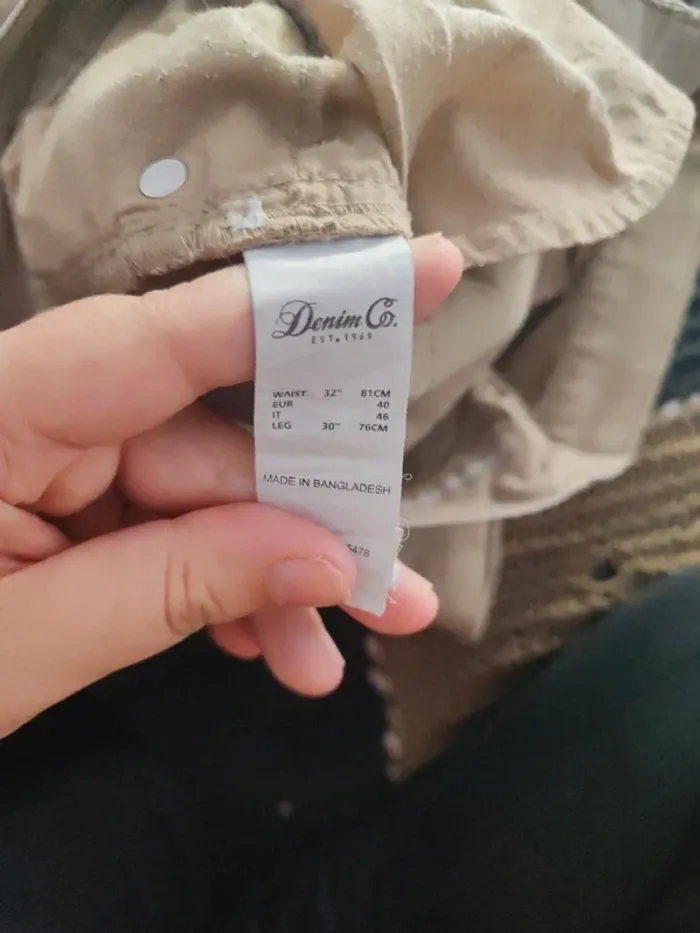 Denim Co.
EST. 1969
WAIST 32" 81CM
EUR 40
IT 46
LEG 30" 76CM
MADE IN BANGLADESH